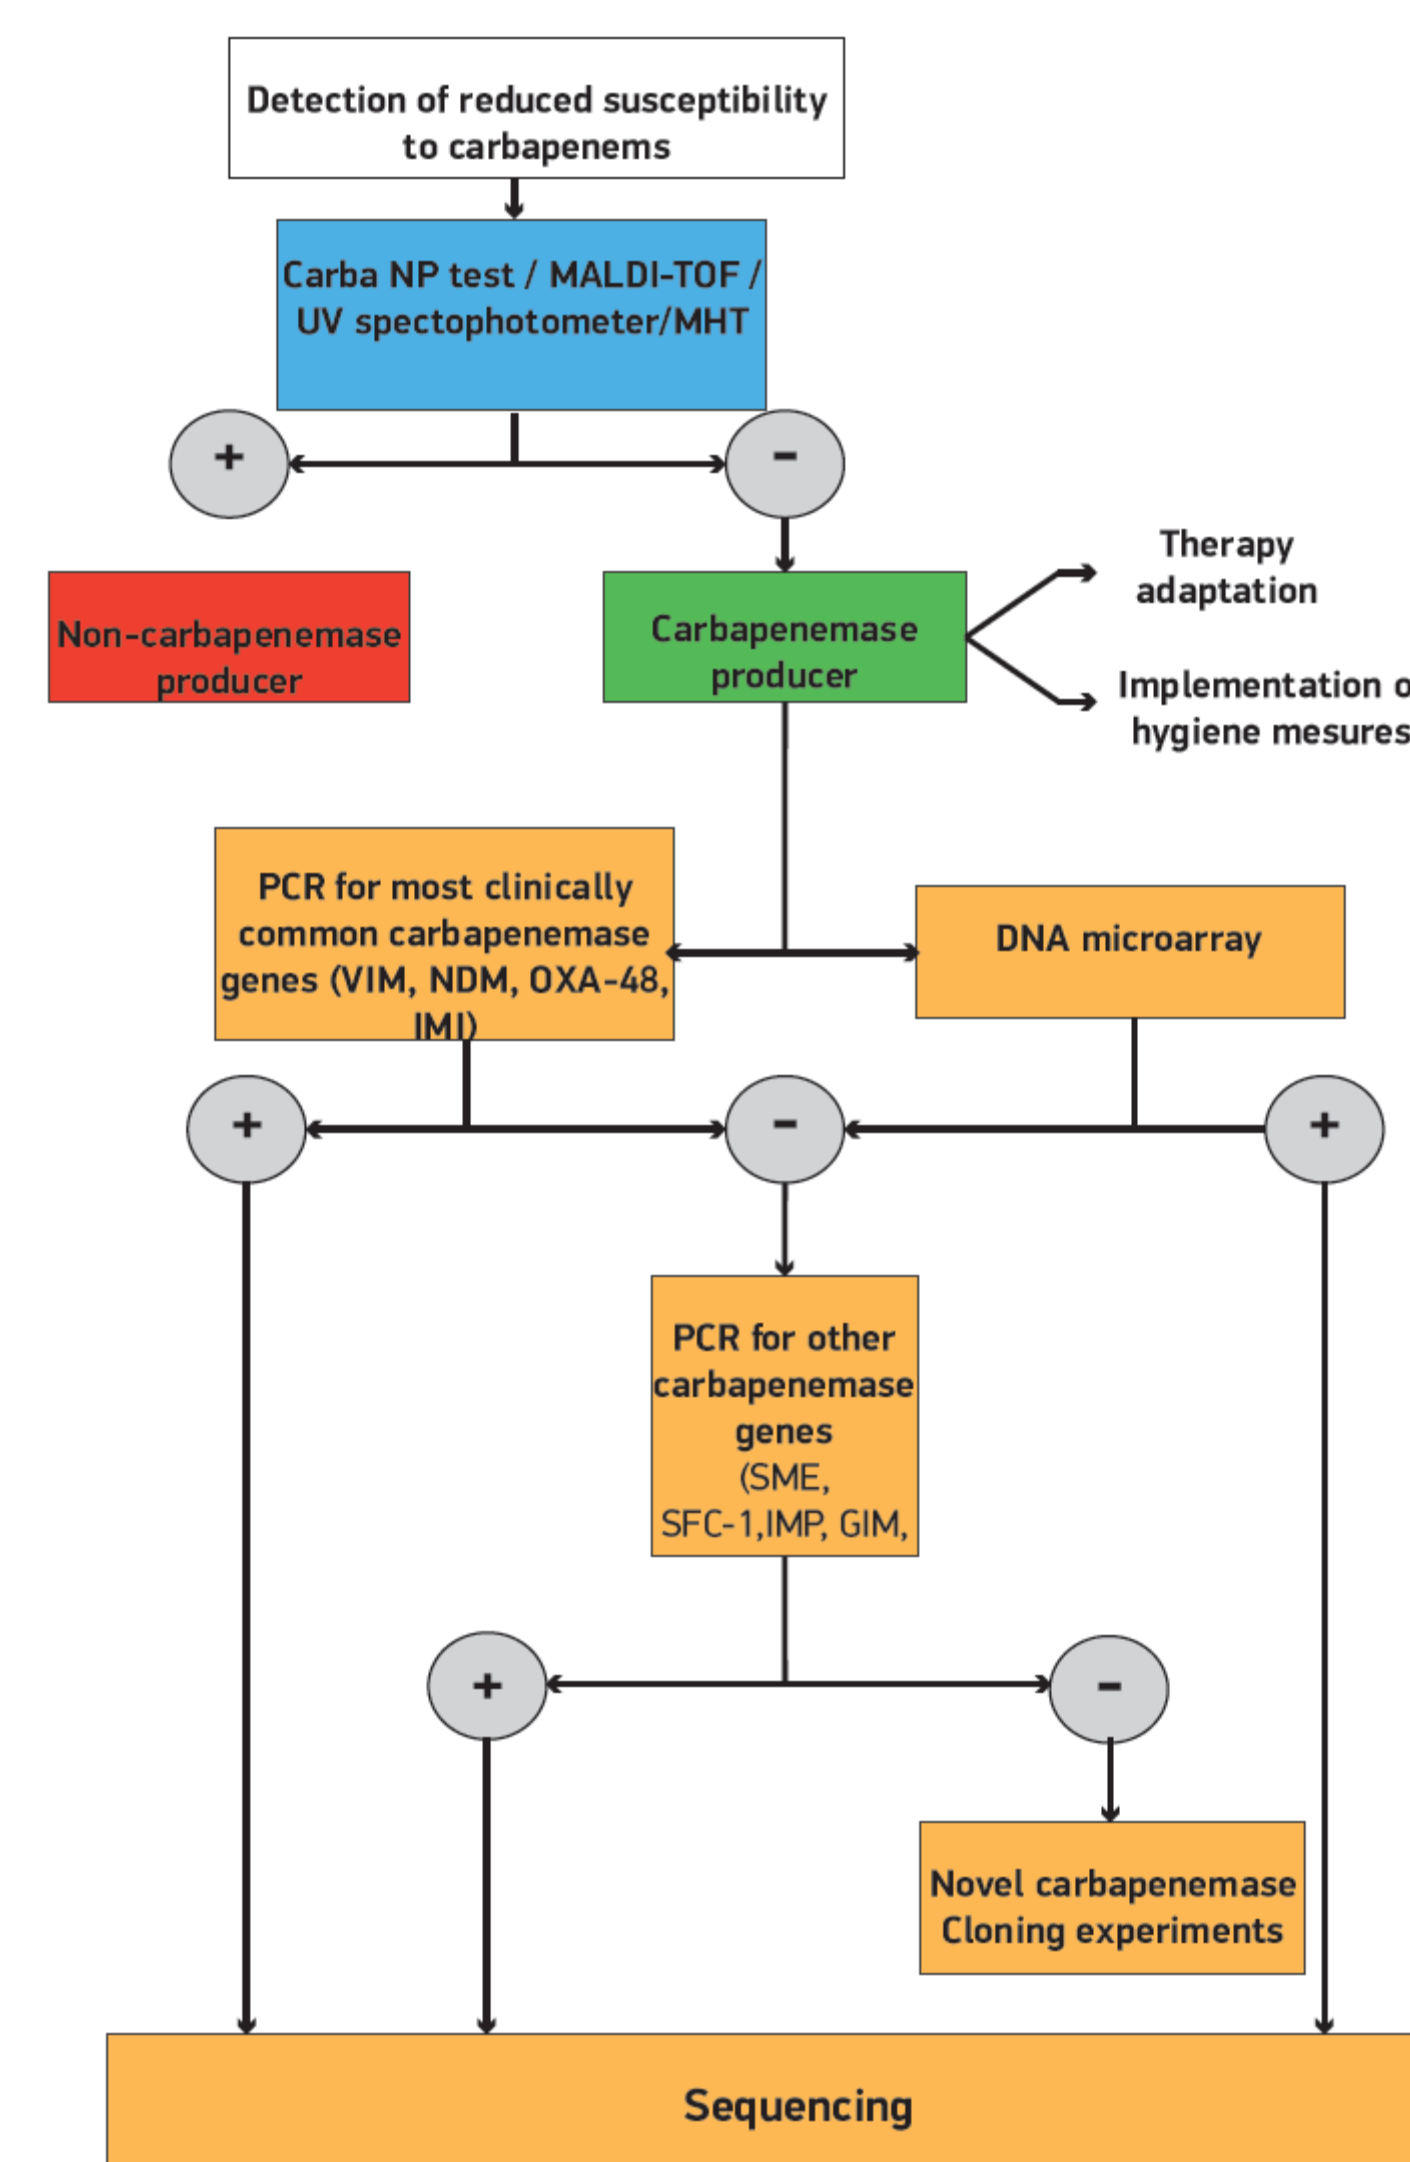 Detection of reduced susceptibility
to carbapenems
Carba NP test / MALDI-TOF /
UV spectophotometer/MHT
+
-
Therapy
adaptation
Non-carbapenemase
producer
Carbapenemase
producer
Implementation o
hygiene mesures
PCR for most clinically
common carbapenemase
genes (VIM, NDM, OXA-48,
IMI)
DNA microarray
+
-
+
PCR for other
carbapenemase
genes
(SME,
SFC-1,IMP, GIM,
+
-
Novel carbapenemase
Cloning experiments
Sequencing